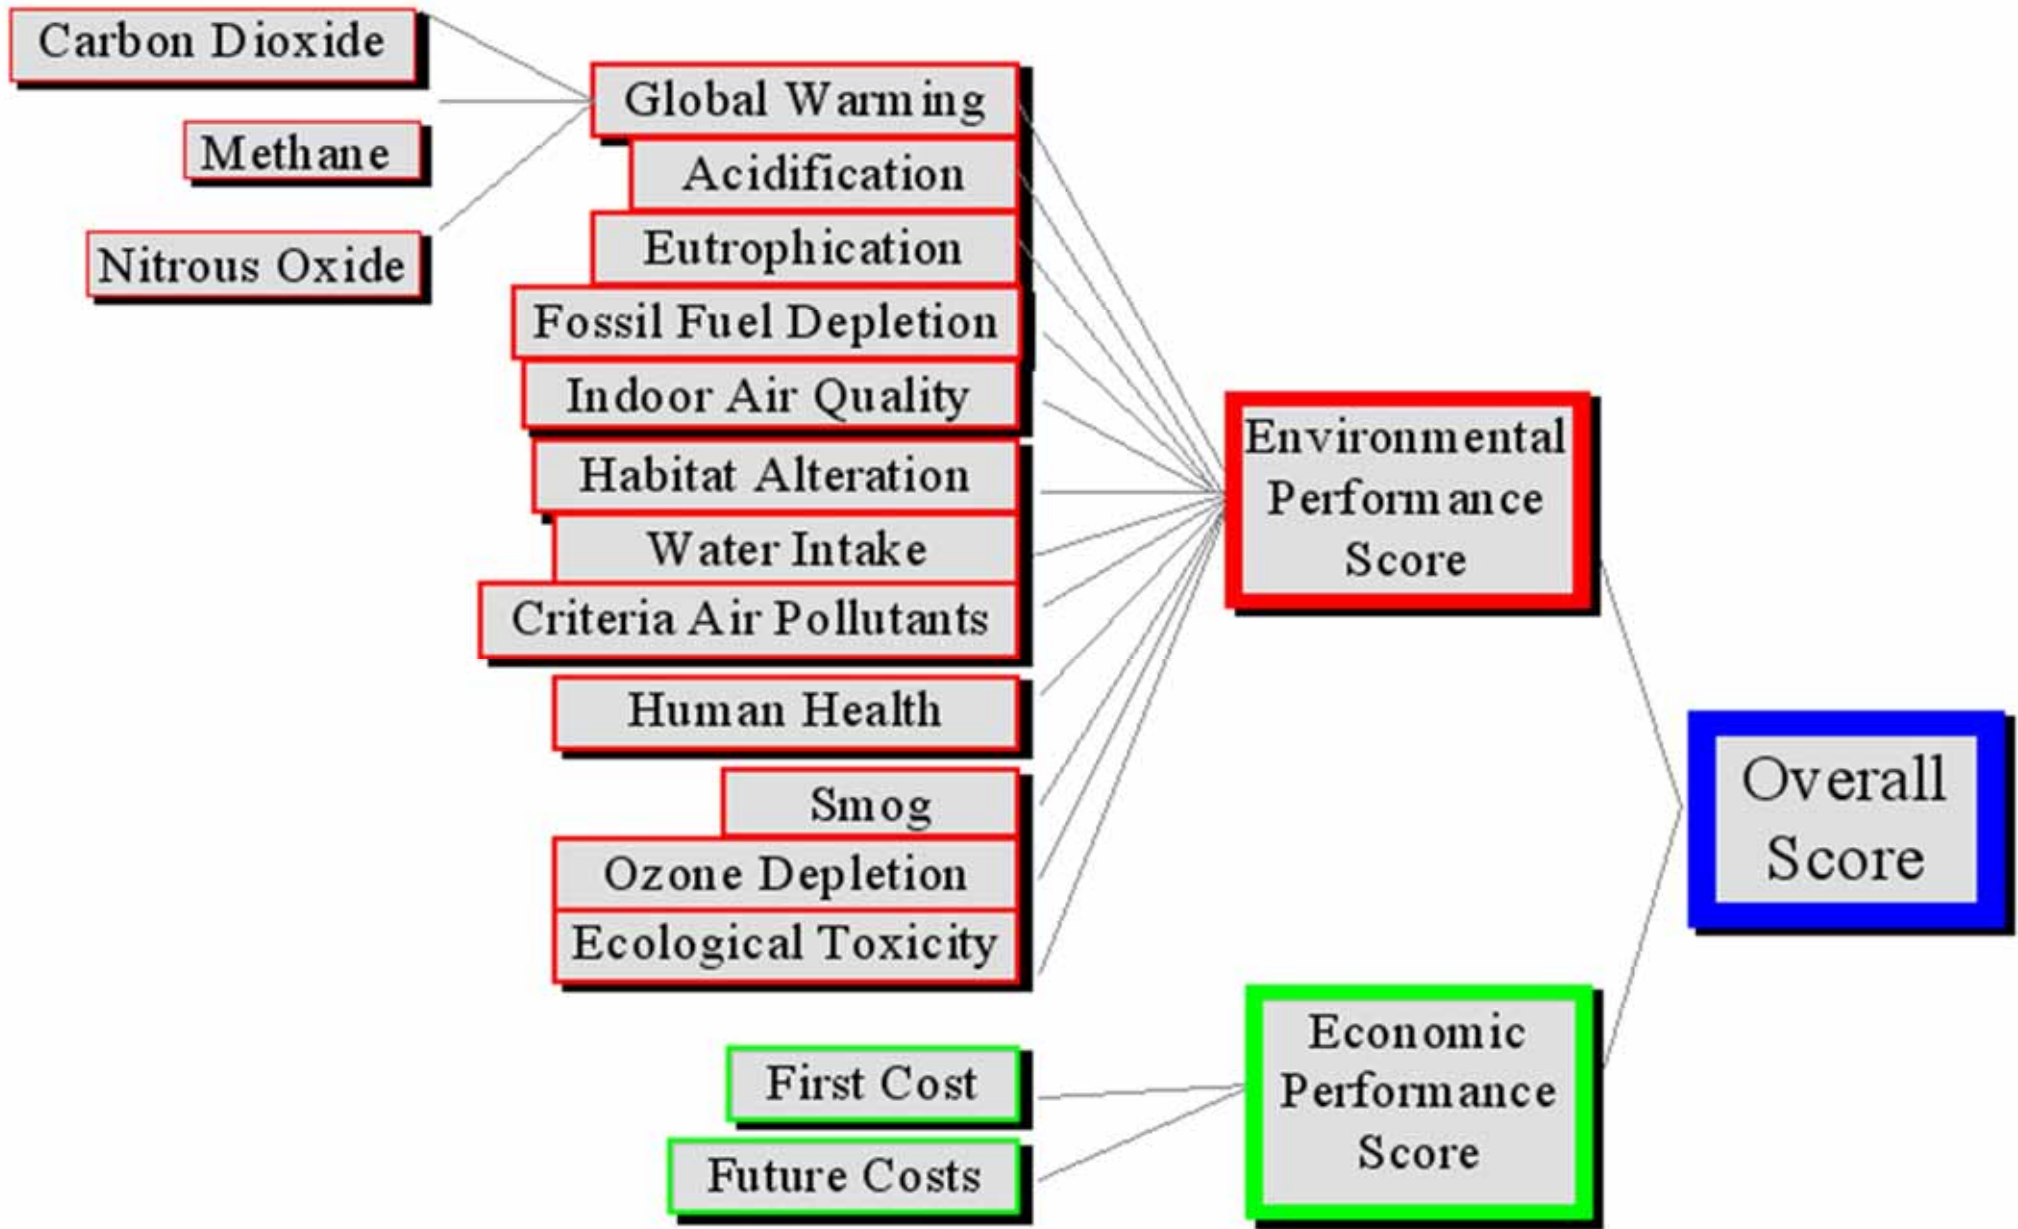 Carbon Dioxide
Methane
Nitrous Oxide
Global Warming
Acidification
Eutrophication
Fossil Fuel Depletion
Indoor Air Quality
Habitat Alteration
Water Intake
Criteria Air Pollutants
Human Health
Smog
Ozone Depletion
Ecological Toxicity
First Cost
Future Costs
Environmental
Performance
Score
Economic
Performance
Score
Overall
Score